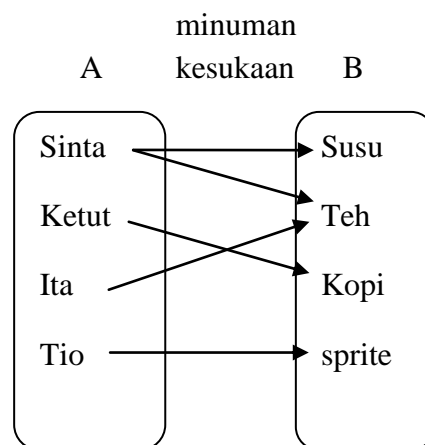 minuman
A kesukaan B
Sinta Susu
Ketut Teh
Ita Kopi
Tio sprite